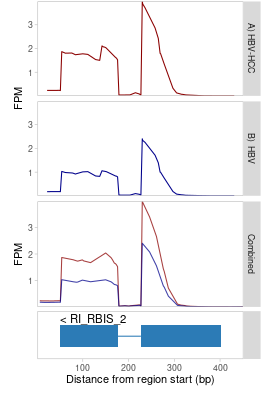 3
2
1
A) HBV-HCC
FPM
3
2
1
B) HBV
3
2
1
Combined
FPM
< RI_RBIS_2
100
200
300
400
Distance from region start (bp)